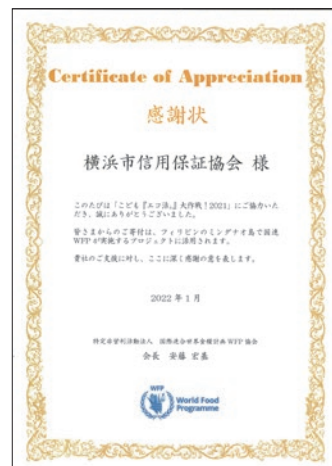 Certificate of Appreciation
感謝状
横浜市信用保証協会 様
このたびは「こども『エコ活。』大作戦！2021」にご協力いた
だき、誠にありがとうございました。
皆さまからのご寄付は、フィリピンのミンダナオ島で国連
WFPが実施するプロジェクトに活用されます。
貴社のご支援に対し、ここに深く感謝の意を表します。
2022年1月
特定非営利活動法人 国際連合世界食糧計画WFP協会
会長 安藤 宏基
WFP
World Food
Programme